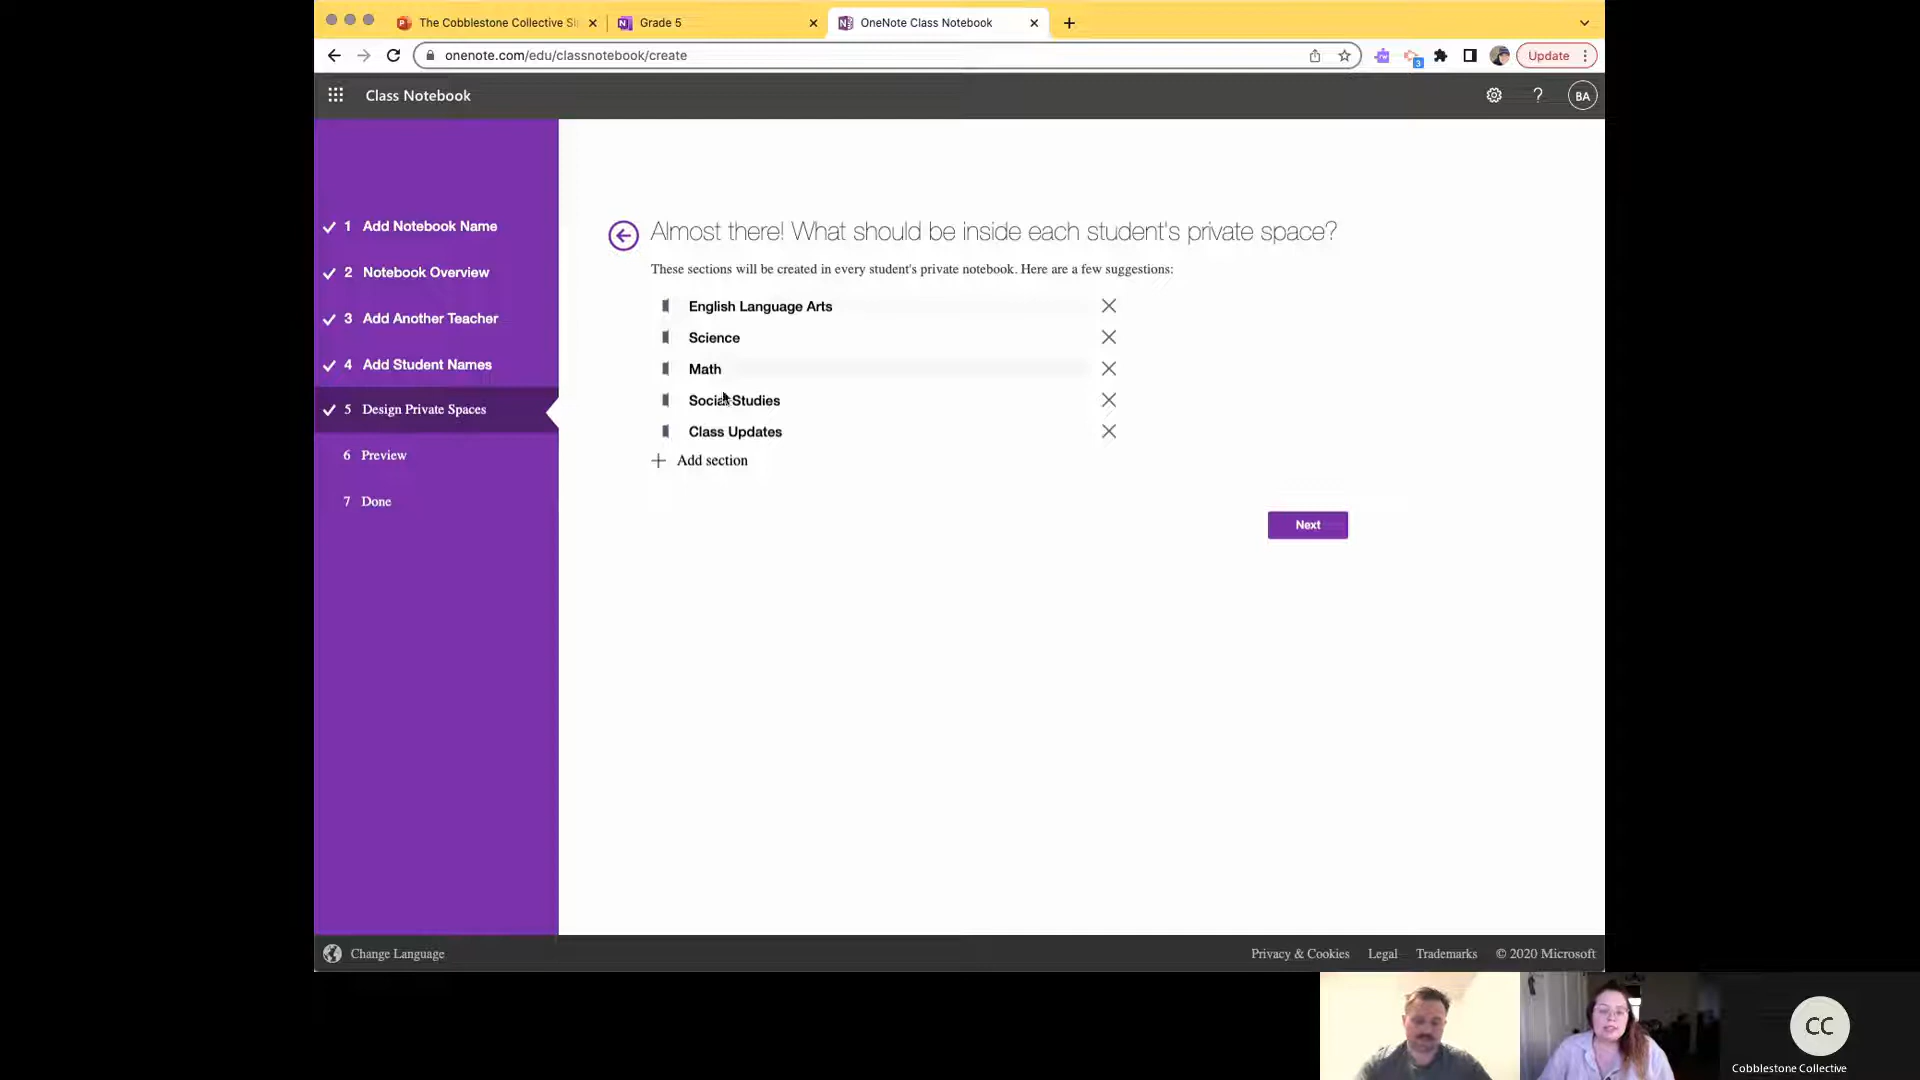 The Cobblestone Collective Sl
Grade 5
OneNote Class Notebook
onenote.com/edu/classnotebook/create
3
Update
Class Notebook
?
BA
1 Add Notebook Name
2 Notebook Overview
3 Add Another Teacher
4 Add Student Names
5 Design Private Spaces
6 Preview
7 Done
Almost there! What should be inside each student's private space?
These sections will be created in every student's private notebook. Here are a few suggestions:
English Language Arts
Science
Math
Social Studies
Class Updates
Add section
Next
Change Language
Privacy & Cookies Legal Trademarks © 2020 Microsoft
CC
Cobblestone Collective